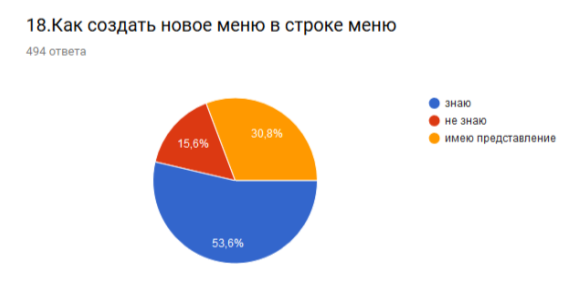 18.Как создать новое меню в строке меню
494 ответа
знаю
не знаю
имею представление
30,8%
15,6%
53,6%